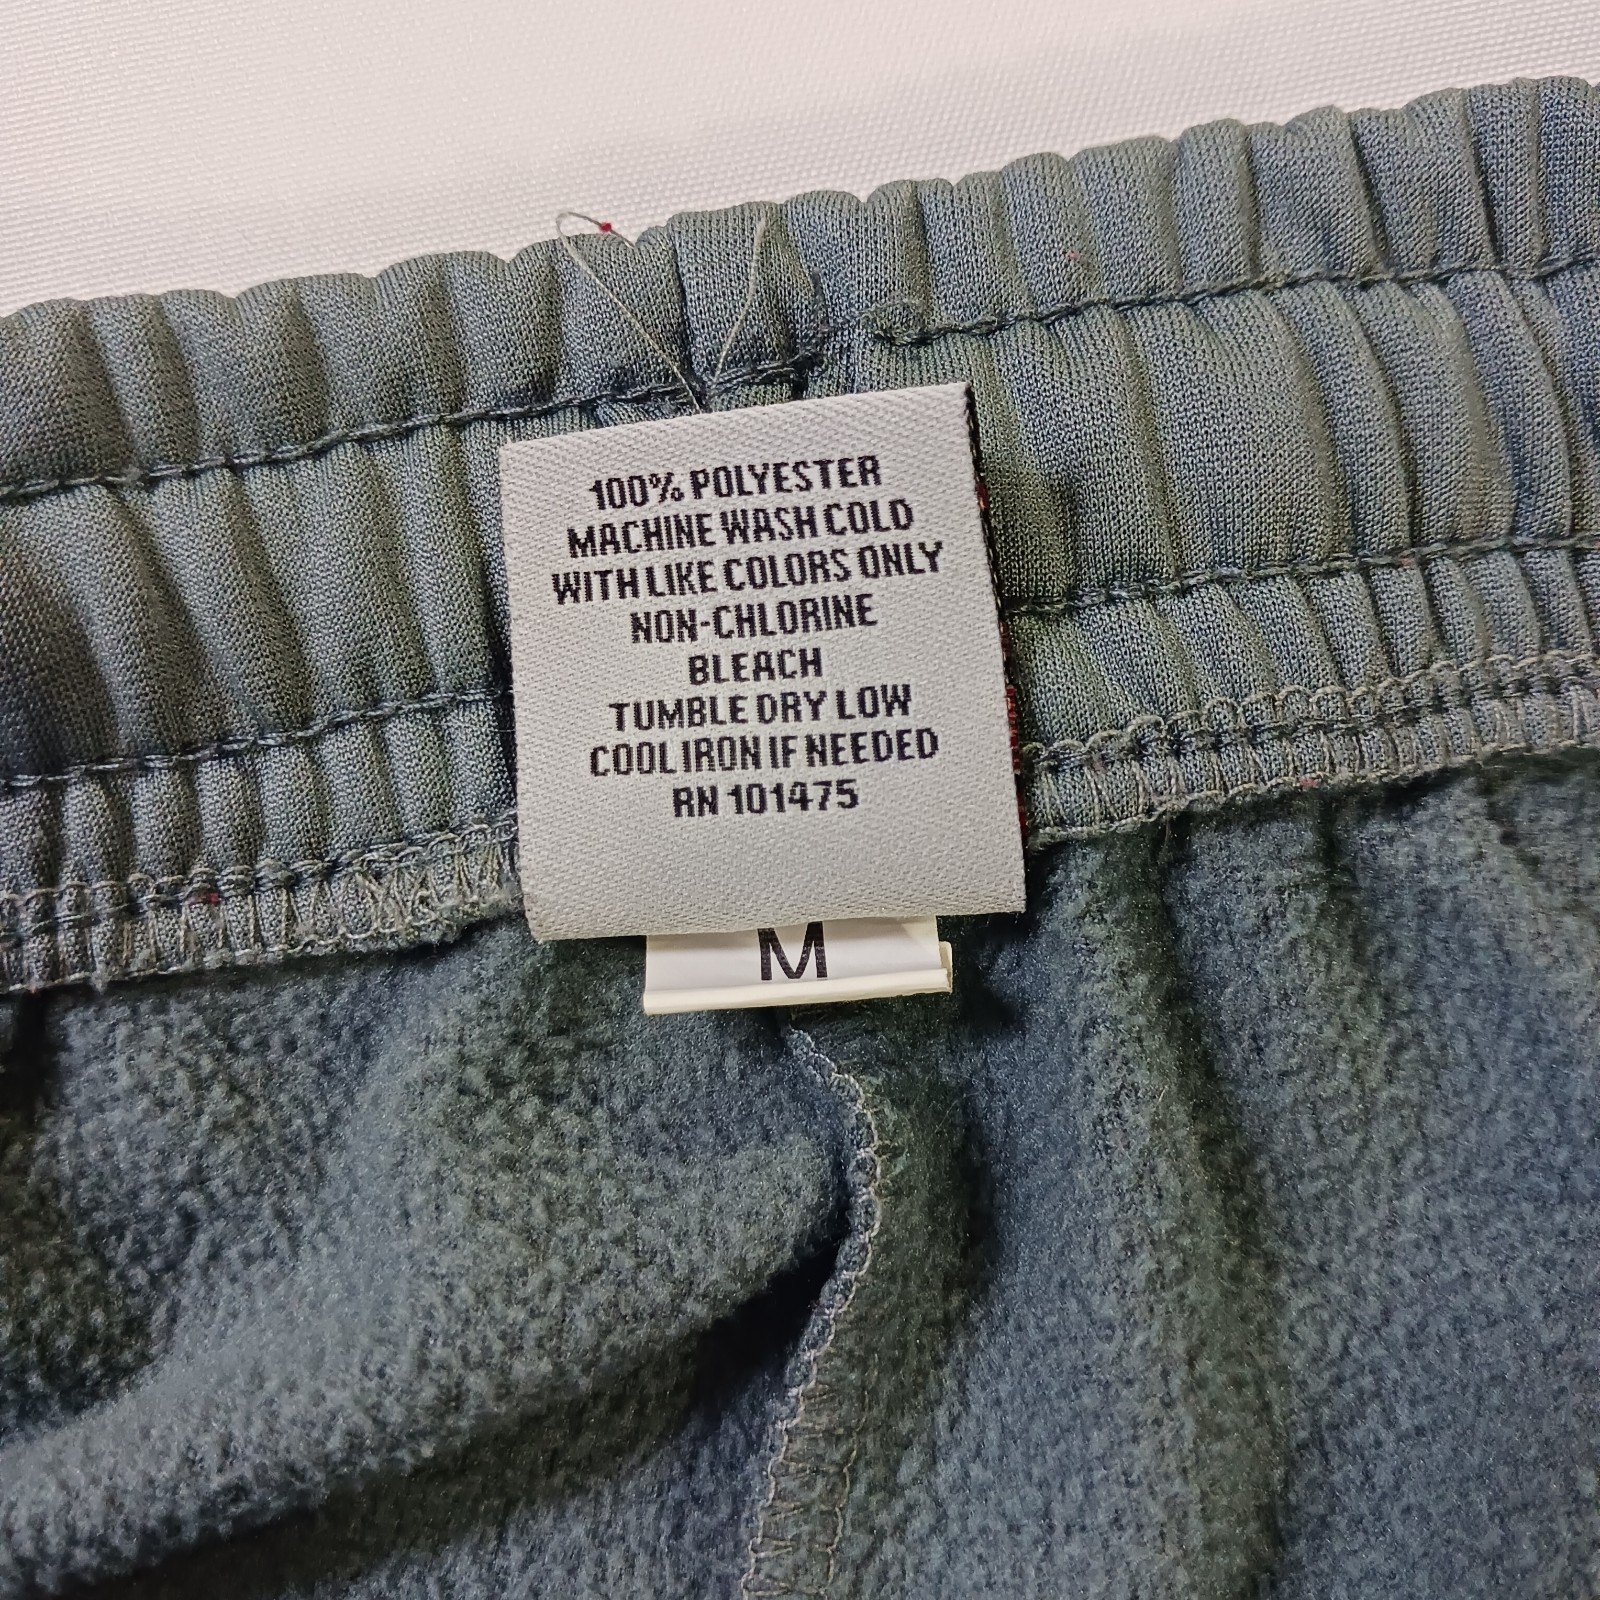 100% POLYESTER
MACHINE WASH COLD
WITH LIKE COLORS ONLY
NON-CHLORINE
BLEACH
TUMBLE DRY LOW
COOL IRON IF NEEDED
RN 101475
M